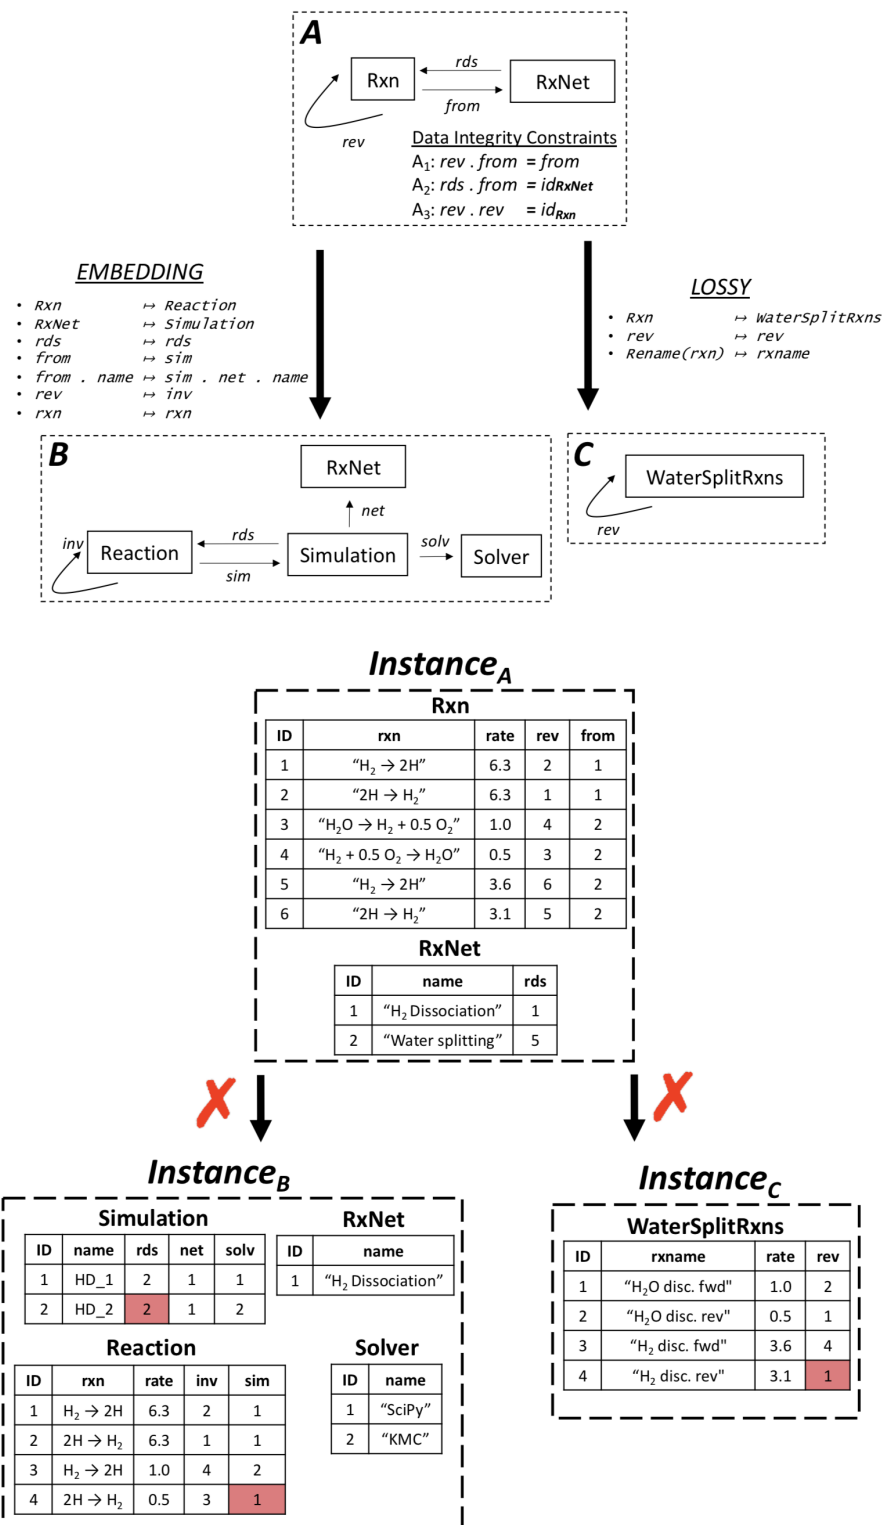 A
Rxn
rds
from
RxNet
rev
Data Integrity Constraints
A₁: rev . from = from
A₂: rds . from = id_RxNet
A₃: rev . rev = id_Rxn
EMBEDDING
• Rxn ↦ Reaction
• RxNet ↦ Simulation
• rds ↦ rds
• from ↦ sim
• from . name ↦ sim . net . name
• rev ↦ inv
• rxn ↦ rxn
LOSSY
• Rxn ↦ WaterSplitRxns
• rev ↦ rev
• Rename(rxn) ↦ rxname
B
RxNet
net
inv
Reaction
rds
sim
Simulation
solv
Solver
C
WaterSplitRxns
rev
Instance_A
Rxn
ID rxn rate rev from
1 “H₂ → 2H” 6.3 2 1
2 “2H → H₂” 6.3 1 1
3 “H₂O → H₂ + 0.5 O₂” 1.0 4 2
4 “H₂ + 0.5 O₂ → H₂O” 0.5 3 2
5 “H₂ → 2H” 3.6 6 2
6 “2H → H₂” 3.1 5 2
RxNet
ID name rds
1 “H₂ Dissociation” 1
2 “Water splitting” 5
✗
✗
Instance_B
Simulation
ID name rds net solv
1 HD_1 2 1 1
2 HD_2 2 1 2
RxNet
ID name
1 “H₂ Dissociation”
Reaction
ID rxn rate inv sim
1 H₂ → 2H 6.3 2 1
2 2H → H₂ 6.3 1 1
3 H₂ → 2H 1.0 4 2
4 2H → H₂ 0.5 3 1
Solver
ID name
1 “SciPy”
2 “KMC”
Instance_C
WaterSplitRxns
ID rxname rate rev
1 “H₂O disc. fwd" 1.0 2
2 “H₂O disc. rev" 0.5 1
3 “H₂ disc. fwd" 3.6 4
4 “H₂ disc. rev" 3.1 1